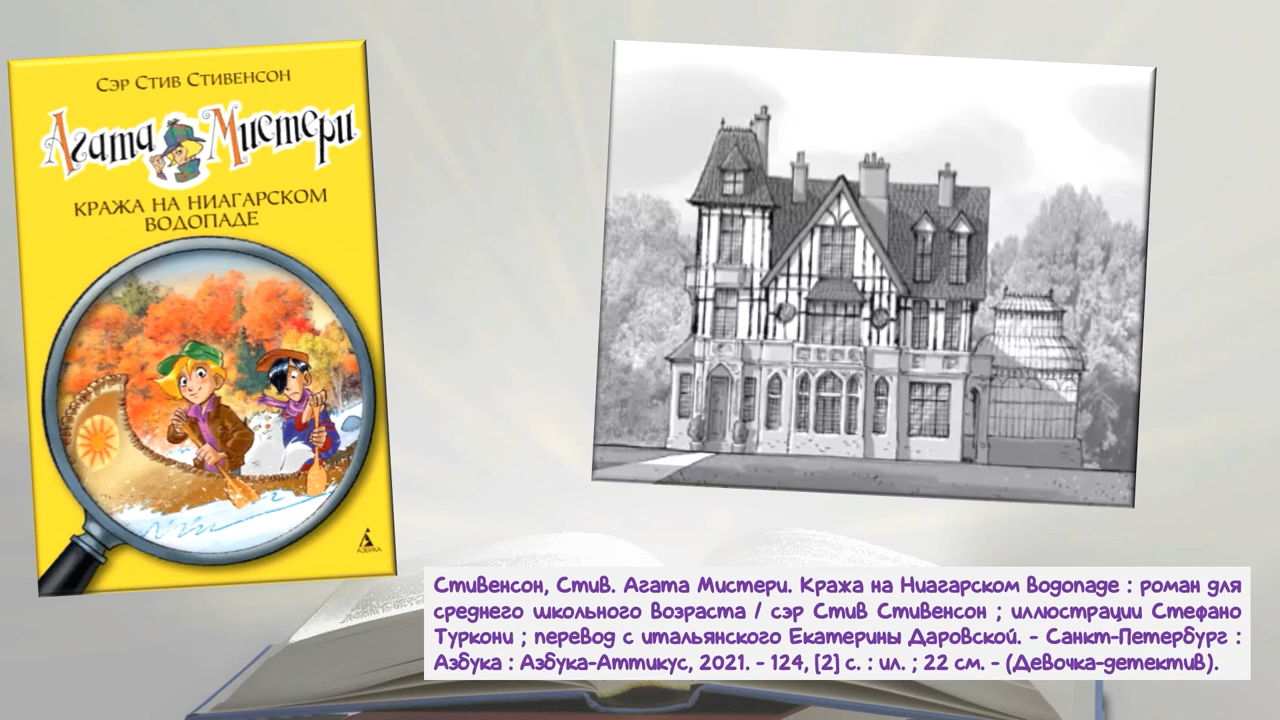 Сэр Стив Стивенсон
Агата Мистери
КРАЖА НА НИАГАРСКОМ
ВОДОПАДЕ
АЗБУКА
Стивенсон, Стив. Агата Мистери. Кража на Ниагарском водопаде : роман для
среднего школьного возраста / сэр Стив Стивенсон ; иллюстрации Стефано
Туркони ; перевод с итальянского Екатерины Даровской. - Санкт-Петербург :
Азбука : Азбука-Аттикус, 2021. - 124, [2] с. : ил. ; 22 см. - (Девочка-детектив).